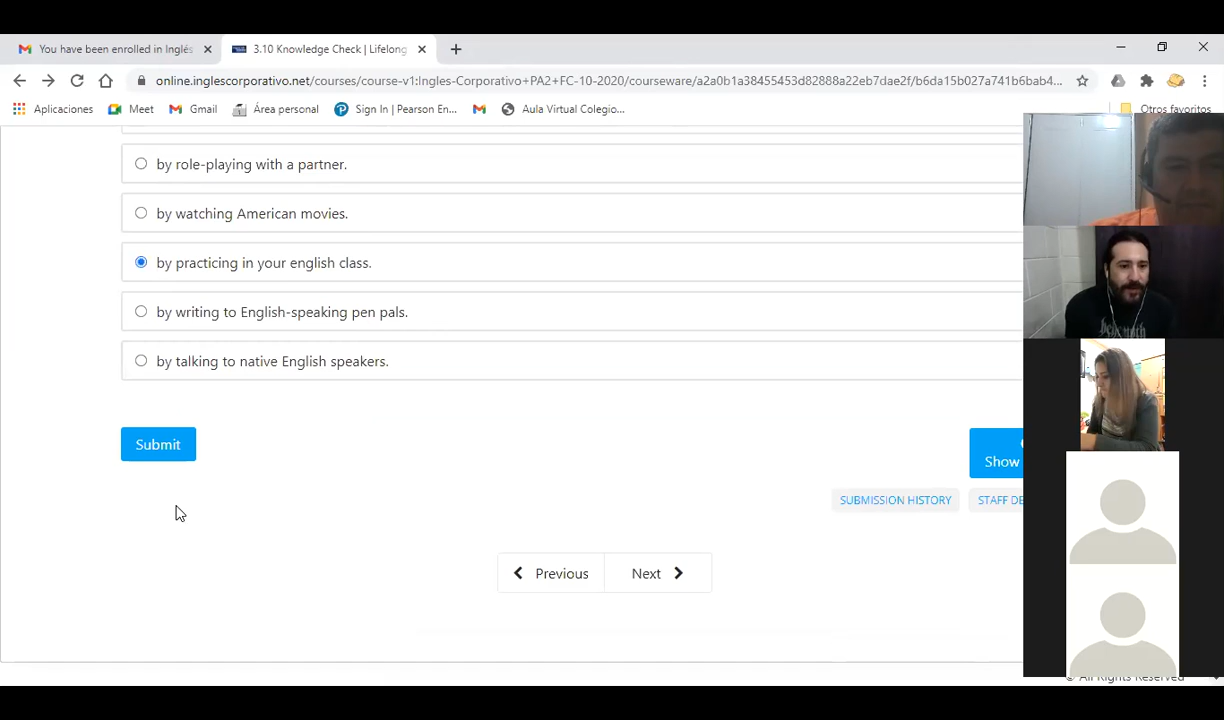 You have been enrolled in Inglés
3.10 Knowledge Check | Lifelong
online.inglescorporativo.net/courses/course-v1:Ingles-Corporativo+PA2+FC-10-2020/courseware/a2a0b1a38455453d82888a22eb7dae2f/b6da15b027a741b6bab4...
Aplicaciones Meet Gmail Área personal Sign In | Pearson En... Aula Virtual Colegio... Otros favoritos
by role-playing with a partner.
by watching American movies.
by practicing in your english class.
by writing to English-speaking pen pals.
by talking to native English speakers.
Submit
Show
SUBMISSION HISTORY STAFF DE
Previous Next
© All Rights Reserved